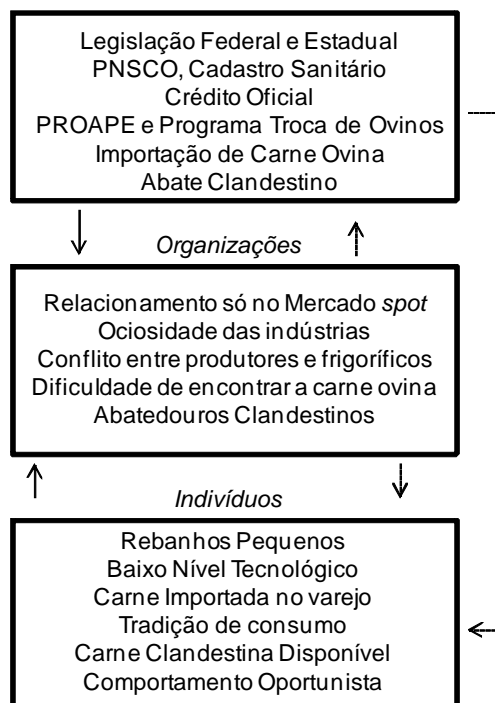 Legislação Federal e Estadual
PNSCO, Cadastro Sanitário
Crédito Oficial
PROAPE e Programa Troca de Ovinos
Importação de Carne Ovina
Abate Clandestino
Organizações
Relacionamento só no Mercado spot
Ociosidade das indústrias
Conflito entre produtores e frigoríficos
Dificuldade de encontrar a carne ovina
Abatedouros Clandestinos
Indivíduos
Rebanhos Pequenos
Baixo Nível Tecnológico
Carne Importada no varejo
Tradição de consumo
Carne Clandestina Disponível
Comportamento Oportunista